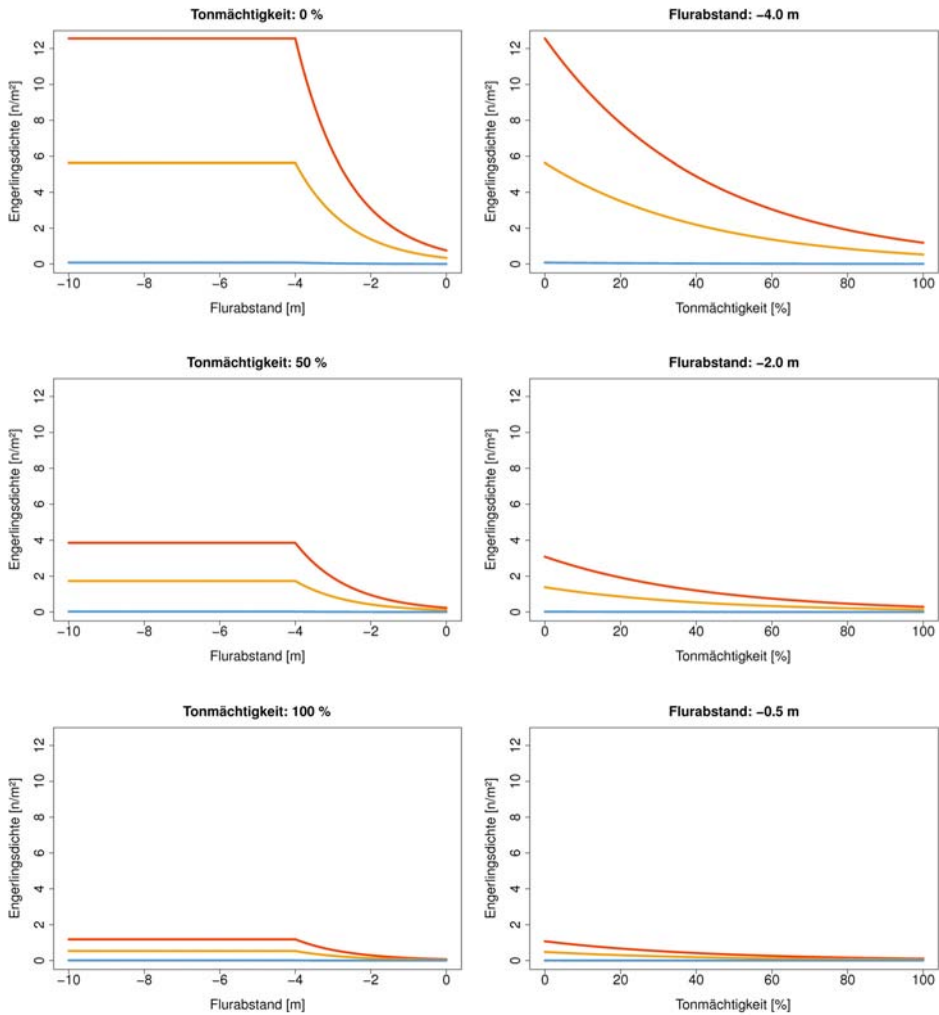 Tonmächtigkeit: 0 %
Engerlingsdichte [n/m²]
12
10
8
6
4
2
0
−10 −8 −6 −4 −2 0
Flurabstand [m]
Flurabstand: −4.0 m
Engerlingsdichte [n/m²]
12
10
8
6
4
2
0
0 20 40 60 80 100
Tonmächtigkeit [%]
Tonmächtigkeit: 50 %
Engerlingsdichte [n/m²]
12
10
8
6
4
2
0
−10 −8 −6 −4 −2 0
Flurabstand [m]
Flurabstand: −2.0 m
Engerlingsdichte [n/m²]
12
10
8
6
4
2
0
0 20 40 60 80 100
Tonmächtigkeit [%]
Tonmächtigkeit: 100 %
Engerlingsdichte [n/m²]
12
10
8
6
4
2
0
−10 −8 −6 −4 −2 0
Flurabstand [m]
Flurabstand: −0.5 m
Engerlingsdichte [n/m²]
12
10
8
6
4
2
0
0 20 40 60 80 100
Tonmächtigkeit [%]